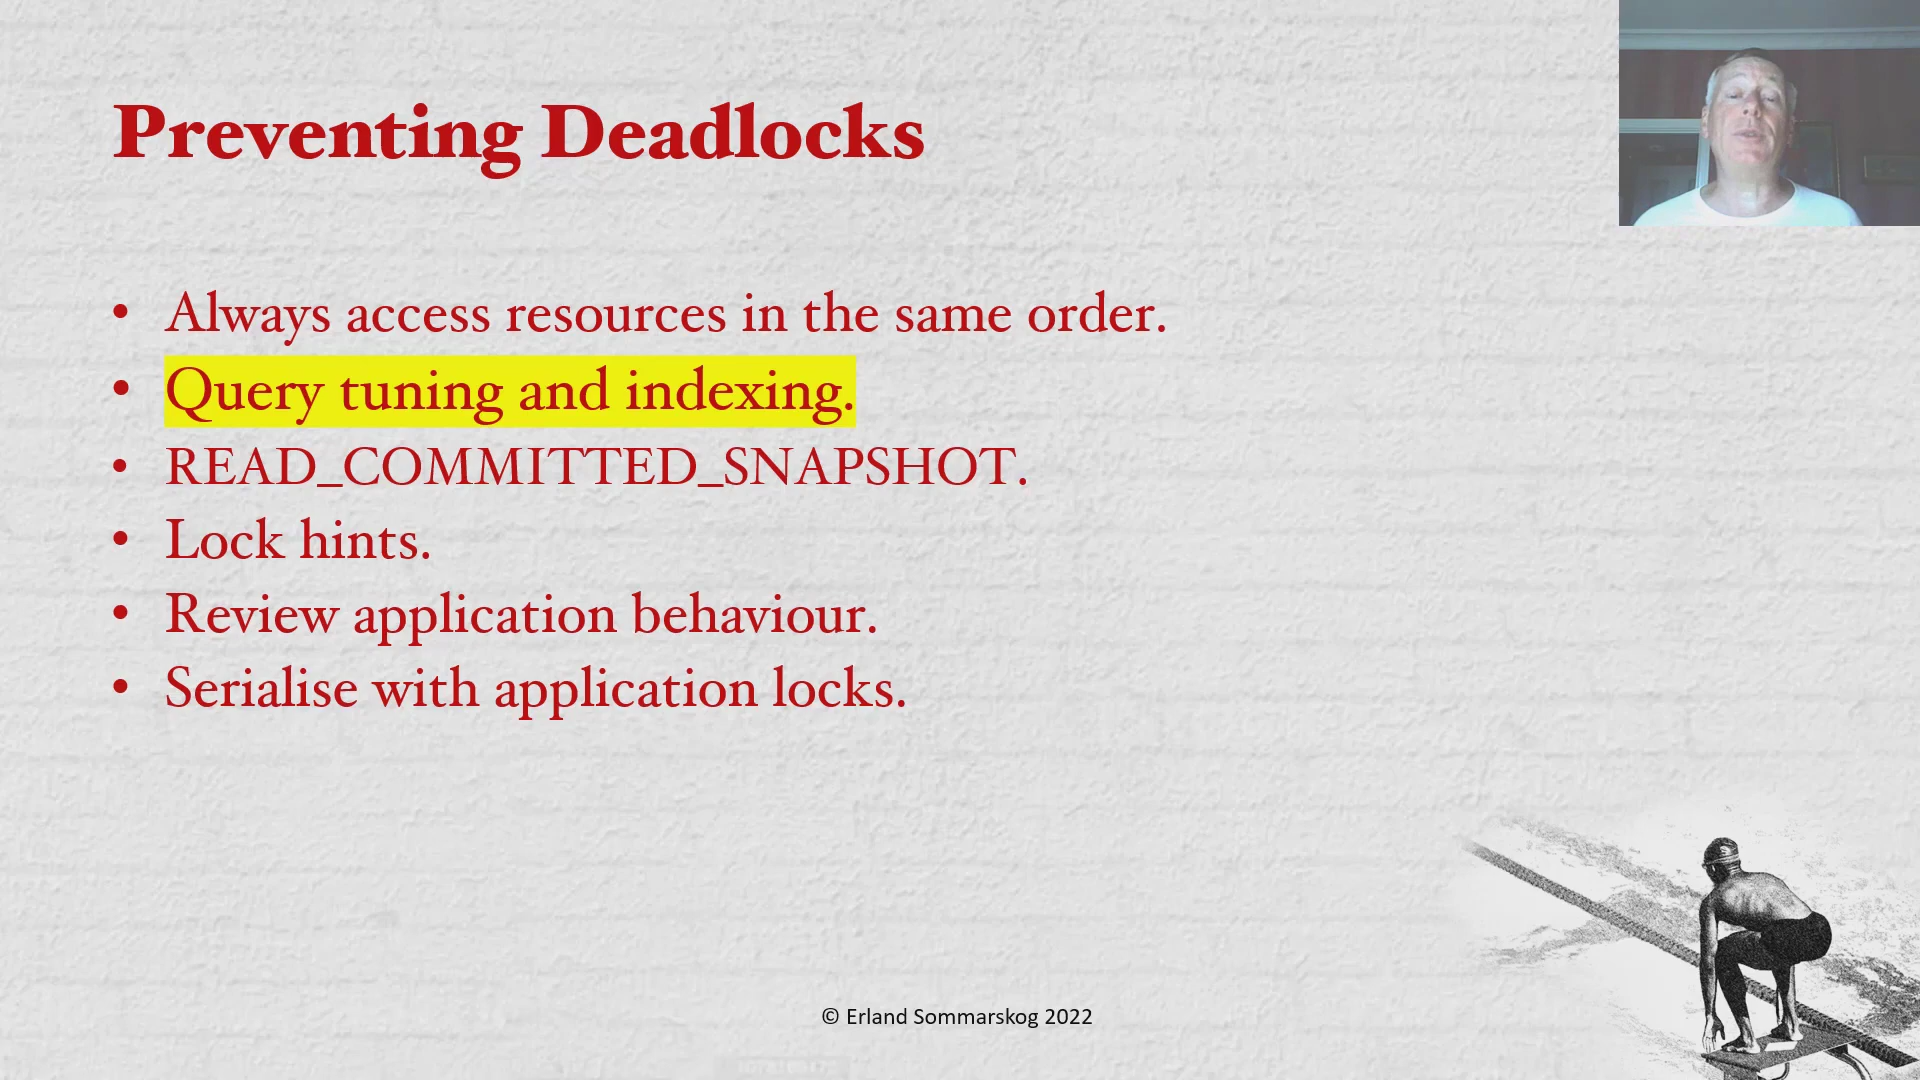 Preventing Deadlocks
• Always access resources in the same order.
• Query tuning and indexing.
• READ_COMMITTED_SNAPSHOT.
• Lock hints.
• Review application behaviour.
• Serialise with application locks.
© Erland Sommarskog 2022